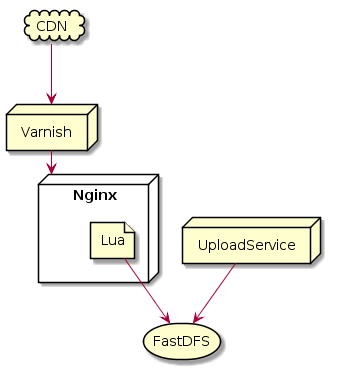 CDN
Varnish
Nginx
Lua
UploadService
FastDFS